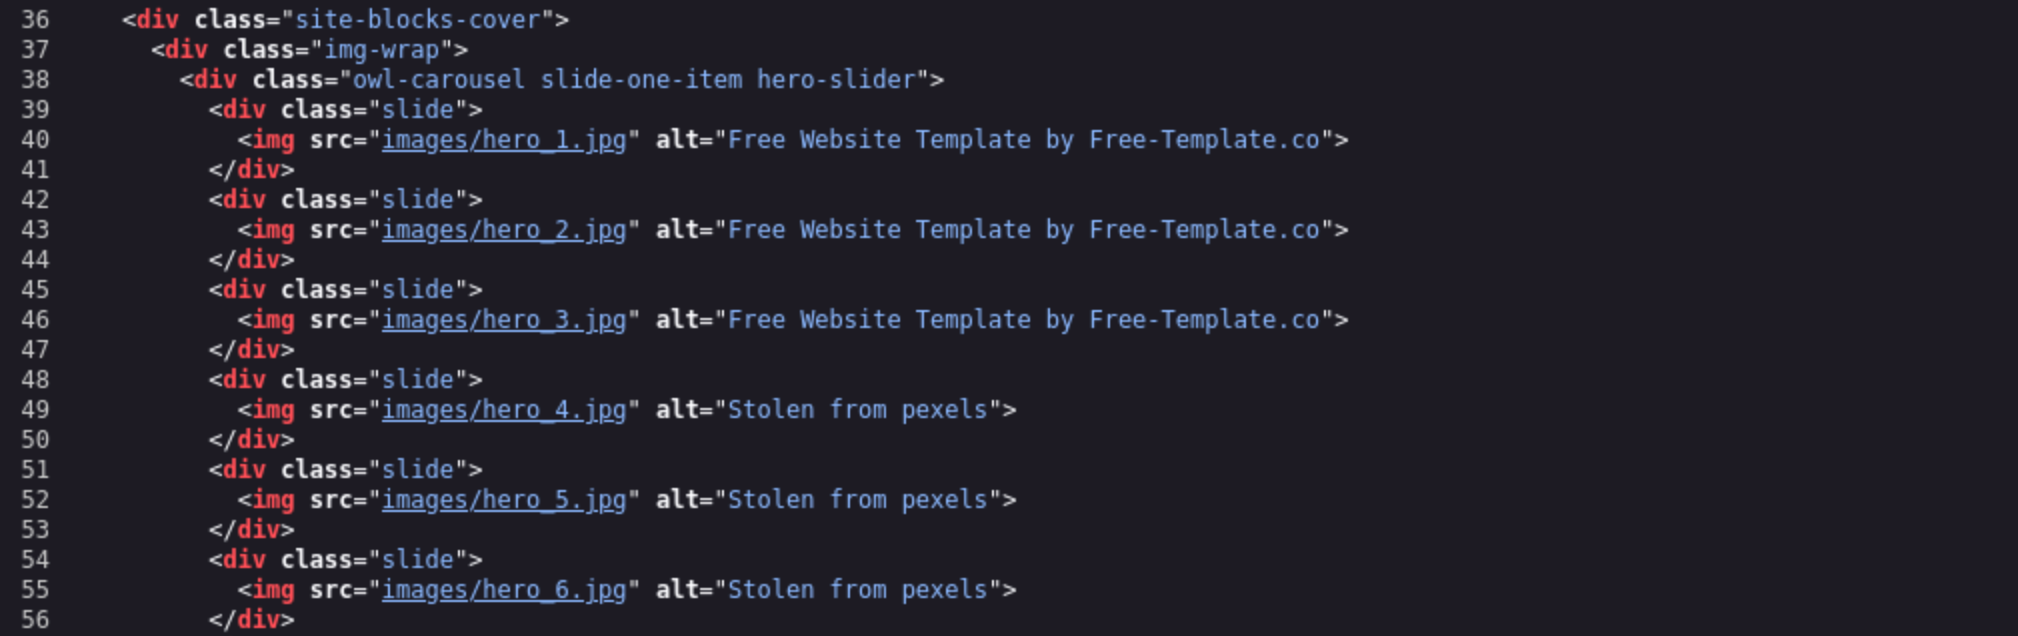 36 <div class="site-blocks-cover">
37 <div class="img-wrap">
38 <div class="owl-carousel slide-one-item hero-slider">
39 <div class="slide">
40 <img src="images/hero_1.jpg" alt="Free Website Template by Free-Template.co">
41 </div>
42 <div class="slide">
43 <img src="images/hero_2.jpg" alt="Free Website Template by Free-Template.co">
44 </div>
45 <div class="slide">
46 <img src="images/hero_3.jpg" alt="Free Website Template by Free-Template.co">
47 </div>
48 <div class="slide">
49 <img src="images/hero_4.jpg" alt="Stolen from pexels">
50 </div>
51 <div class="slide">
52 <img src="images/hero_5.jpg" alt="Stolen from pexels">
53 </div>
54 <div class="slide">
55 <img src="images/hero_6.jpg" alt="Stolen from pexels">
56 </div>